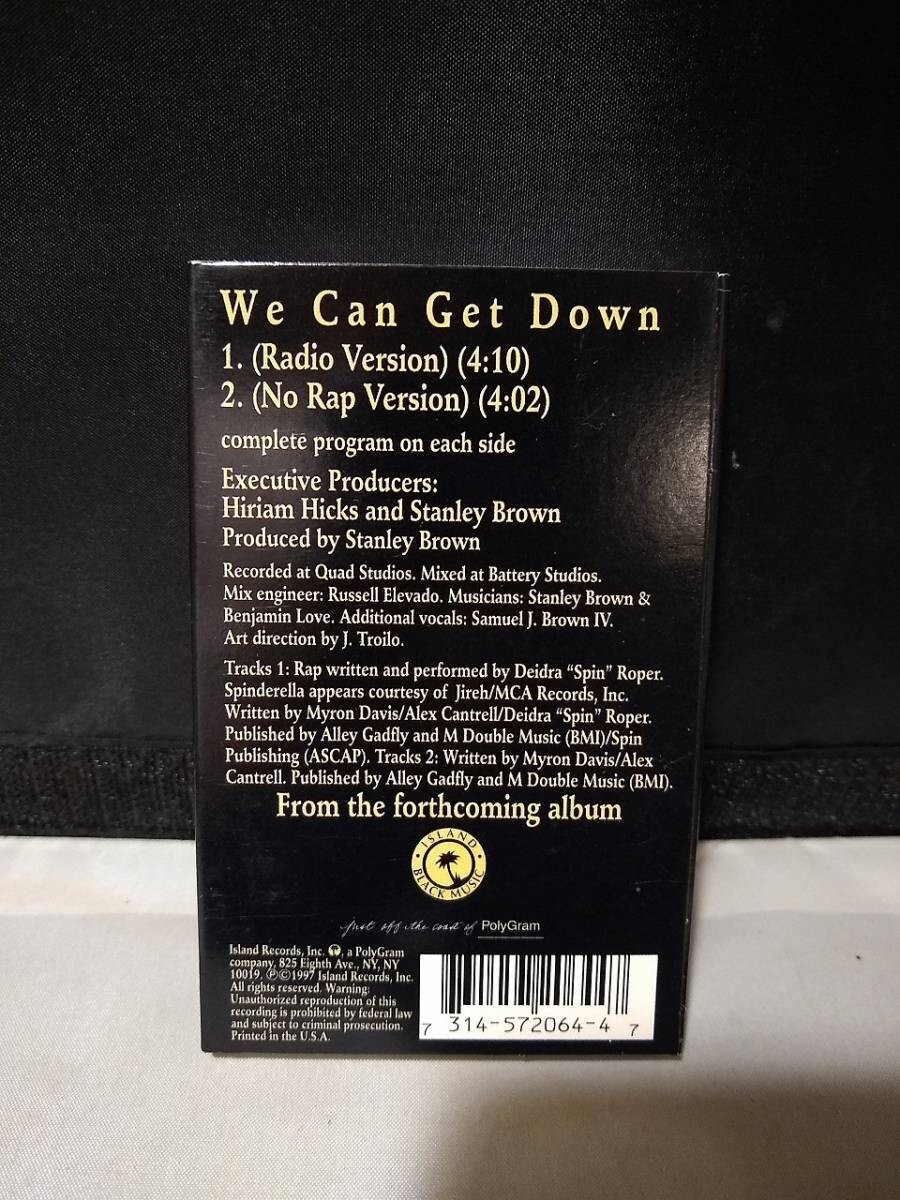 We Can Get Down
1. (Radio Version) (4:10)
2. (No Rap Version) (4:02)
complete program on each side
Executive Producers:
Hiriam Hicks and Stanley Brown
Produced by Stanley Brown
Recorded at Quad Studios. Mixed at Battery Studios.
Mix engineer: Russell Elevado. Musicians: Stanley Brown &
Benjamin Love. Additional vocals: Samuel J. Brown IV.
Art direction by J. Troilo.
Tracks 1: Rap written and performed by Deidra “Spin” Roper.
Spinderella appears courtesy of Jireh/MCA Records, Inc.
Written by Myron Davis/Alex Cantrell/Deidra “Spin” Roper.
Published by Alley Gadfly and M Double Music (BMI)/Spin
Publishing (ASCAP). Tracks 2: Written by Myron Davis/Alex
Cantrell. Published by Alley Gadfly and M Double Music (BMI).
From the forthcoming album
ISLAND
BLACK MUSIC
just off the coast of PolyGram
Island Records, Inc. , a PolyGram
company, 825 Eighth Ave., NY, NY
10019. ℗©1997 Island Records, Inc.
All rights reserved. Warning:
Unauthorized reproduction of this
recording is prohibited by federal law
and subject to criminal prosecution.
Printed in the U.S.A.
7 314-572064-4 7